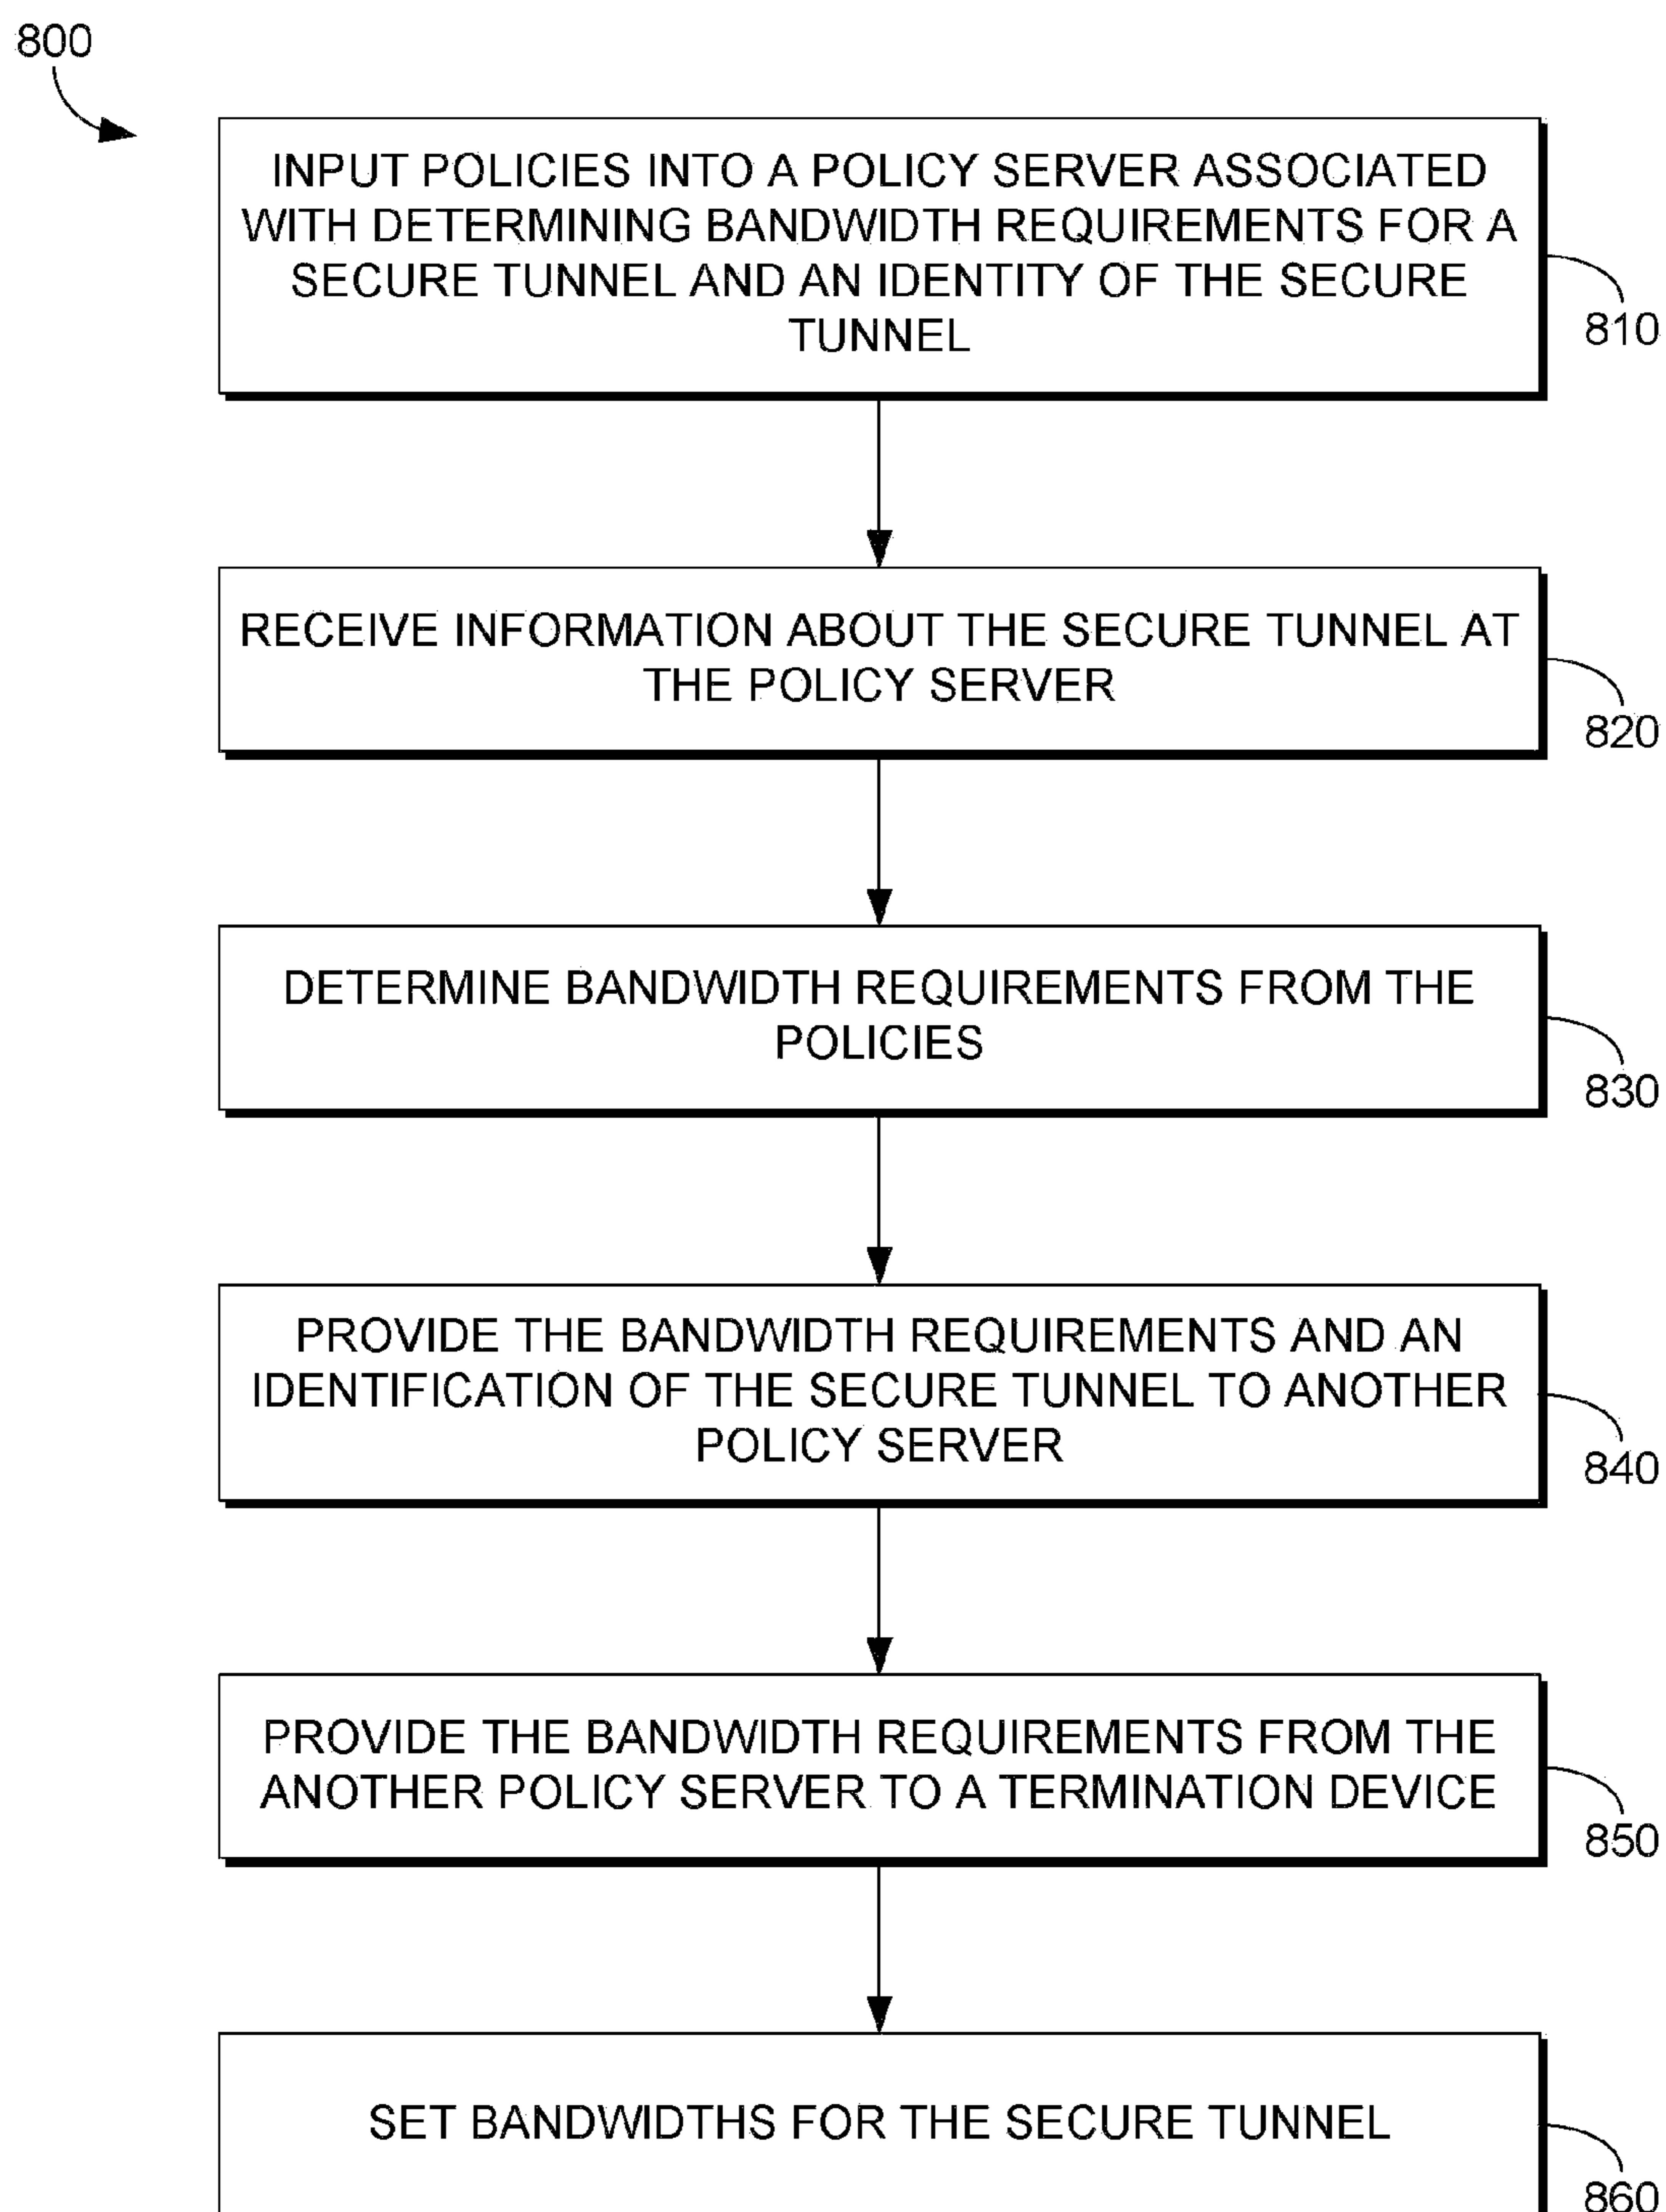 800
INPUT POLICIES INTO A POLICY SERVER ASSOCIATED
WITH DETERMINING BANDWIDTH REQUIREMENTS FOR A
SECURE TUNNEL AND AN IDENTITY OF THE SECURE
TUNNEL
810
RECEIVE INFORMATION ABOUT THE SECURE TUNNEL AT
THE POLICY SERVER
820
DETERMINE BANDWIDTH REQUIREMENTS FROM THE
POLICIES
830
PROVIDE THE BANDWIDTH REQUIREMENTS AND AN
IDENTIFICATION OF THE SECURE TUNNEL TO ANOTHER
POLICY SERVER
840
PROVIDE THE BANDWIDTH REQUIREMENTS FROM THE
ANOTHER POLICY SERVER TO A TERMINATION DEVICE
850
SET BANDWIDTHS FOR THE SECURE TUNNEL
860